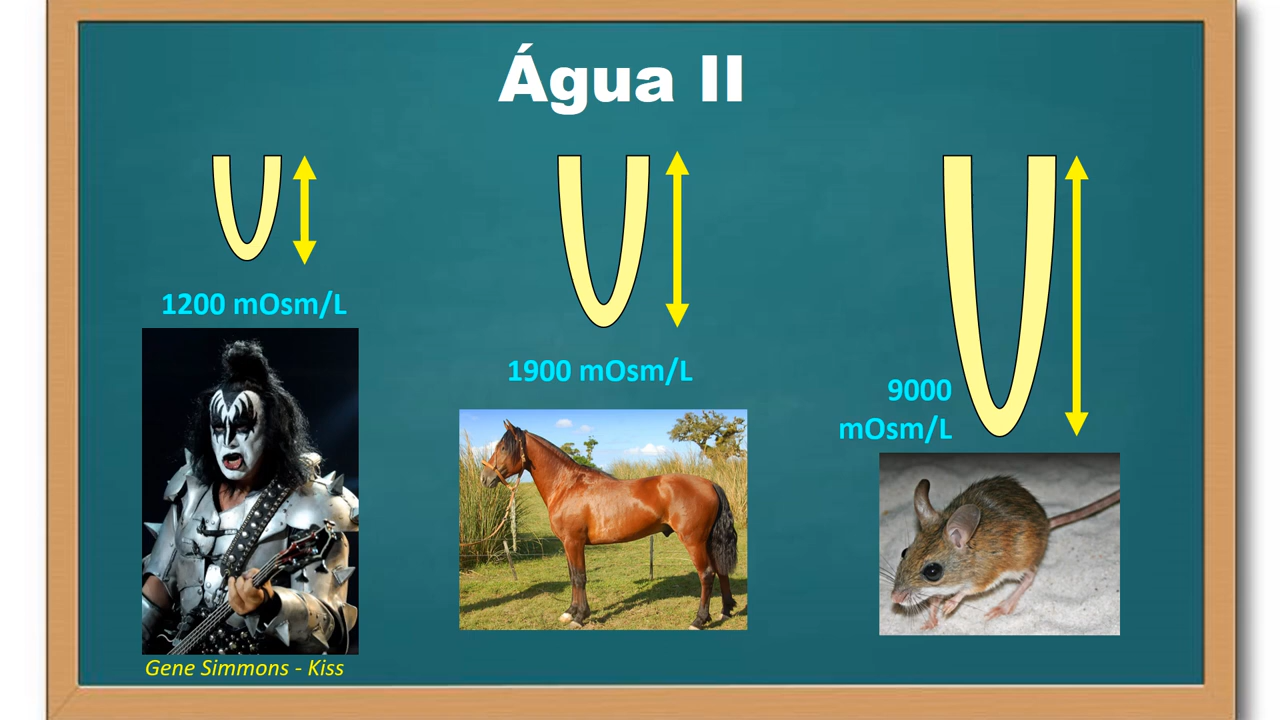 Água II
1200 mOsm/L
1900 mOsm/L
9000
mOsm/L
Gene Simmons - Kiss